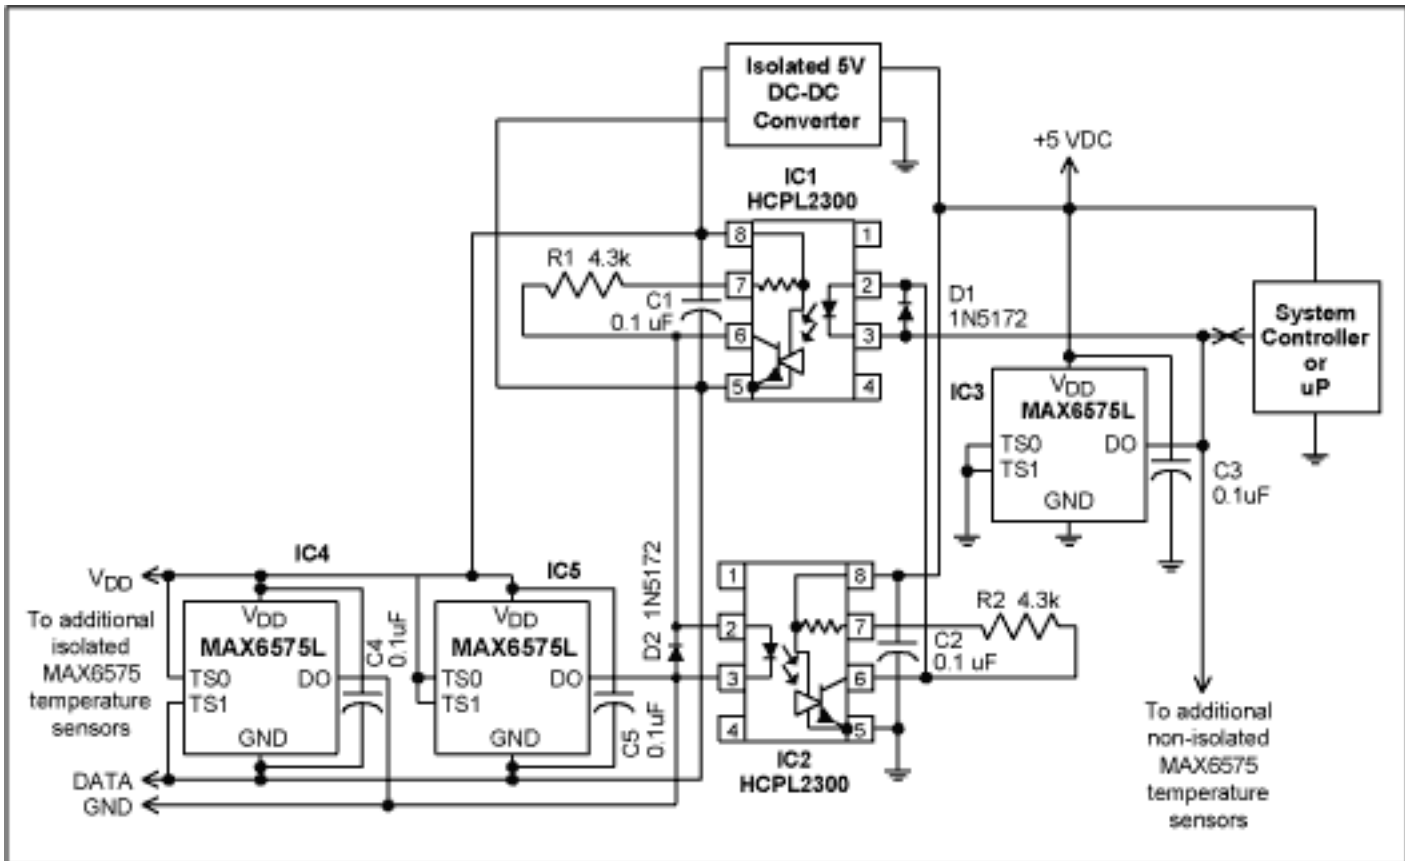 Isolated 5V
DC-DC
Converter
+5 VDC
IC1
HCPL2300
8
1
R1 4.3k
7
2
C1
0.1 uF
D1
1N5172
6
3
5
4
System
Controller
or
uP
IC3
VDD
MAX6575L
TS0
DO
TS1
GND
C3
0.1uF
IC4
VDD
To additional
isolated
MAX6575
temperature
sensors
VDD
MAX6575L
TS0
DO
TS1
GND
C4
0.1uF
IC5
VDD
MAX6575L
TS0
DO
TS1
GND
C5
0.1uF
D2 1N5172
1
8
2
7
3
6
4
5
R2 4.3k
C2
0.1 uF
IC2
HCPL2300
DATA
GND
To additional
non-isolated
MAX6575
temperature
sensors